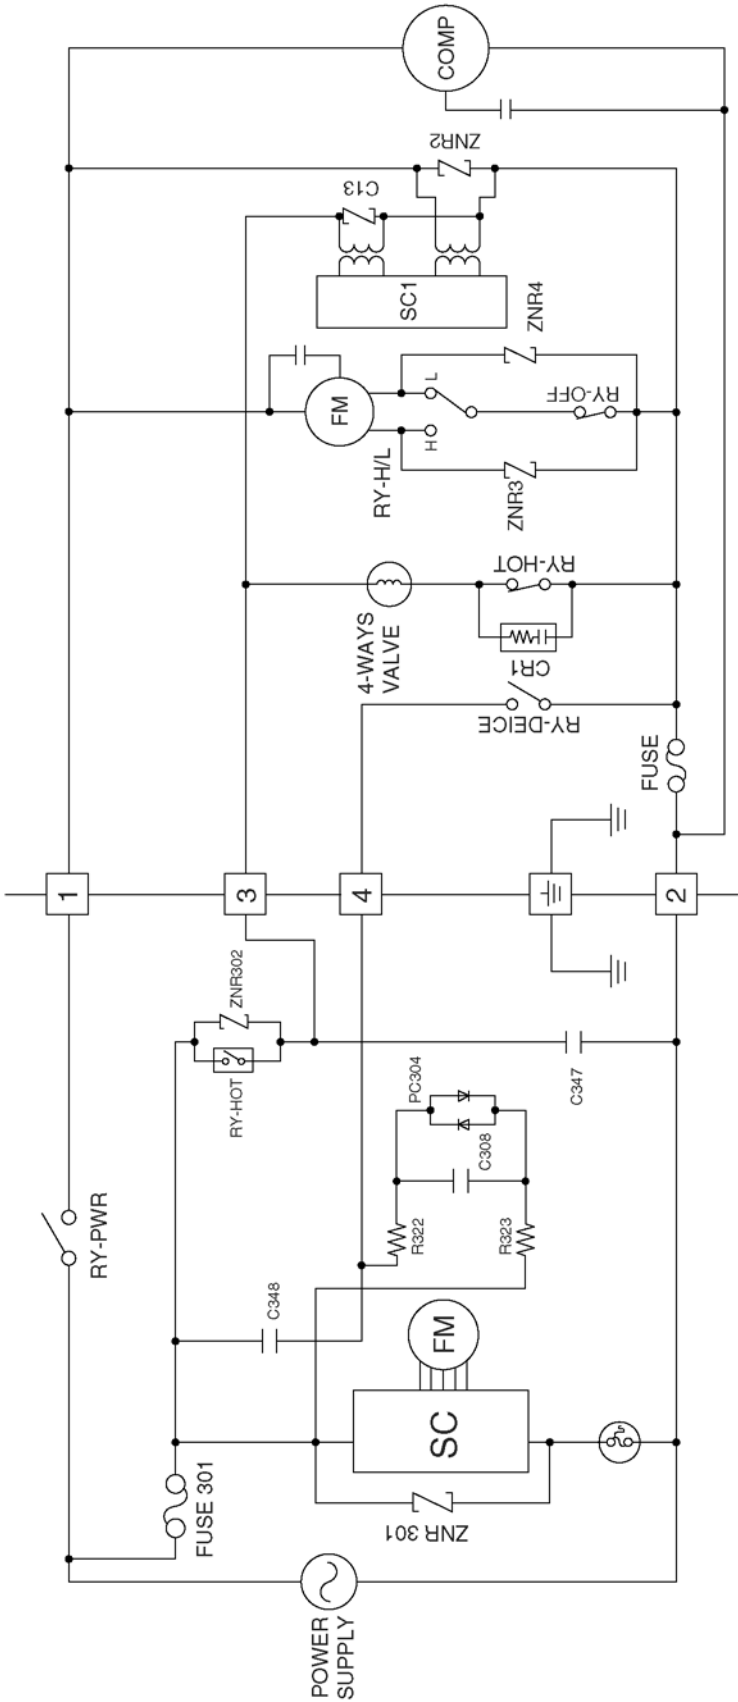 COMP
ZNR2
C13
SC1
ZNR4
FM
L
H
RY-OFF
RY-H/L
ZNR3
RY-HOT
4-WAYS
VALVE
CR1
RY-DEICE
FUSE
1
3
4
2
ZNR302
RY-HOT
PC304
C347
C308
RY-PWR
R322
R323
C348
FM
SC
FUSE 301
ZNR 301
POWER
SUPPLY